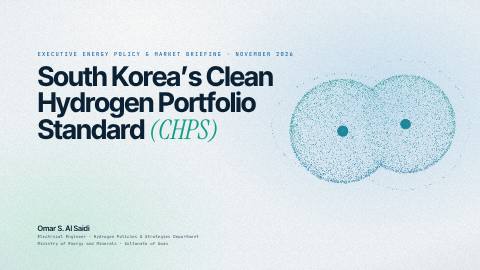 EXECUTIVE ENERGY POLICY & MARKET BRIEFING · NOVEMBER 2026
South Korea's Clean
Hydrogen Portfolio
Standard (CHPS)
Omar S. Al Saidi
Electrical Engineer · Hydrogen Policies & Strategies Department
Ministry of Energy and Minerals · Sultanate of Oman